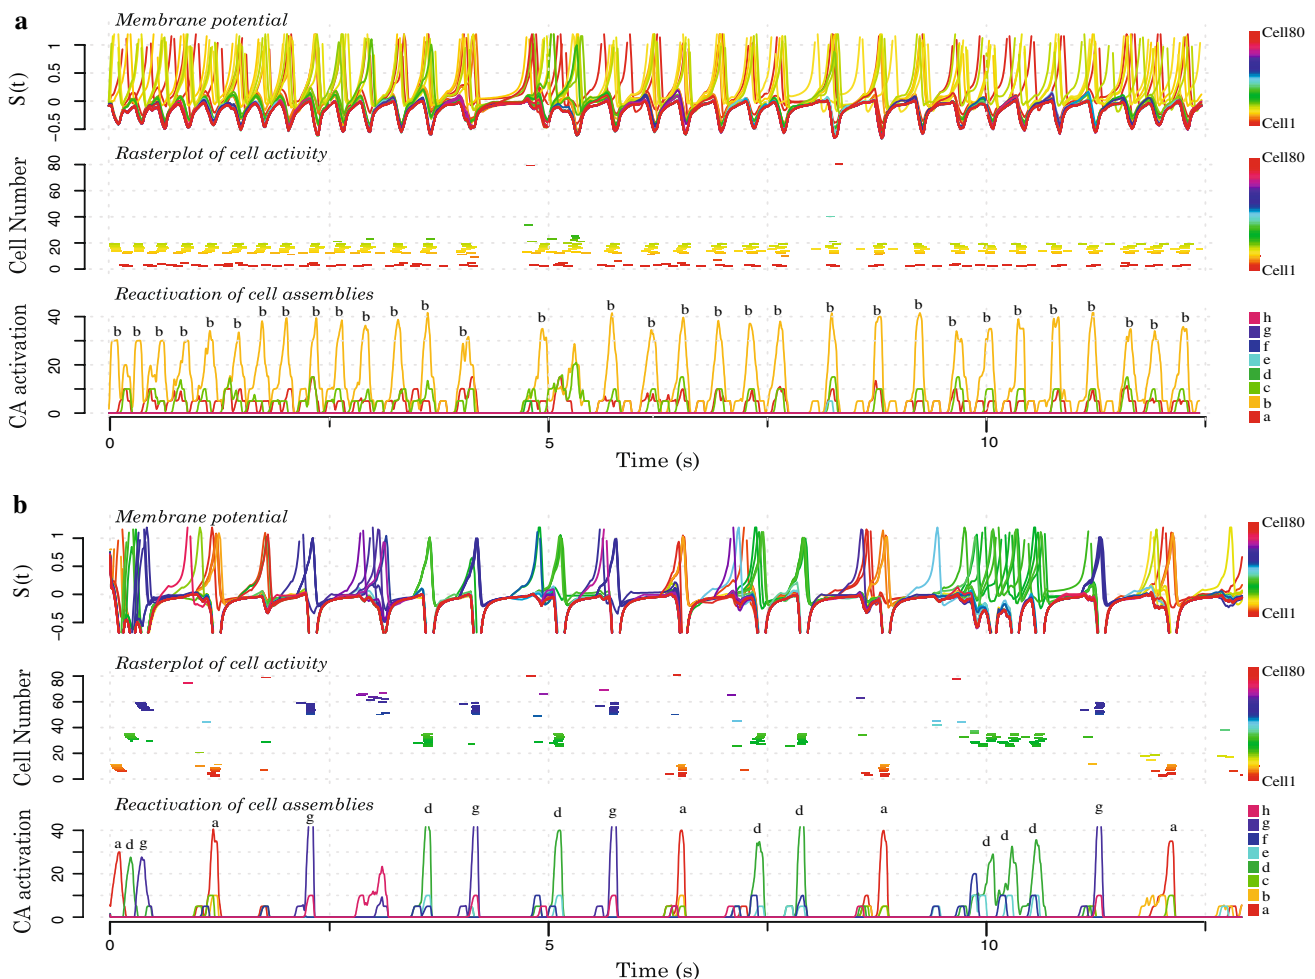 a
Membrane potential
S(t)
1
0.5
0
−0.5
Cell80
Cell1
Rasterplot of cell activity
Cell Number
80
60
40
20
0
Cell80
Cell1
Reactivation of cell assemblies
CA activation
40
20
0
b b b b b b b b b b b b b b b b b b b b b b b b b b b b b b b
h
g
f
e
d
c
b
a
0 5 10
Time (s)
b
Membrane potential
S(t)
1
0.5
0
−0.5
Cell80
Cell1
Rasterplot of cell activity
Cell Number
80
60
40
20
0
Cell80
Cell1
Reactivation of cell assemblies
CA activation
40
20
0
a d g a g d g d g a d d a d d d g a
h
g
f
e
d
c
b
a
0 5 10
Time (s)